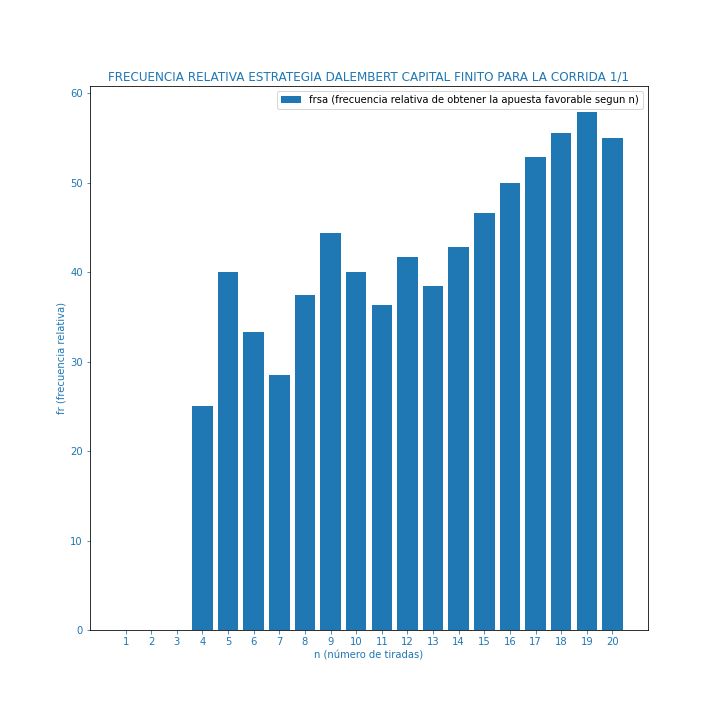 FRECUENCIA RELATIVA ESTRATEGIA DALEMBERT CAPITAL FINITO PARA LA CORRIDA 1/1
frsa (frecuencia relativa de obtener la apuesta favorable segun n)
60
50
40
30
20
10
0
fr (frecuencia relativa)
1 2 3 4 5 6 7 8 9 10 11 12 13 14 15 16 17 18 19 20
n (número de tiradas)